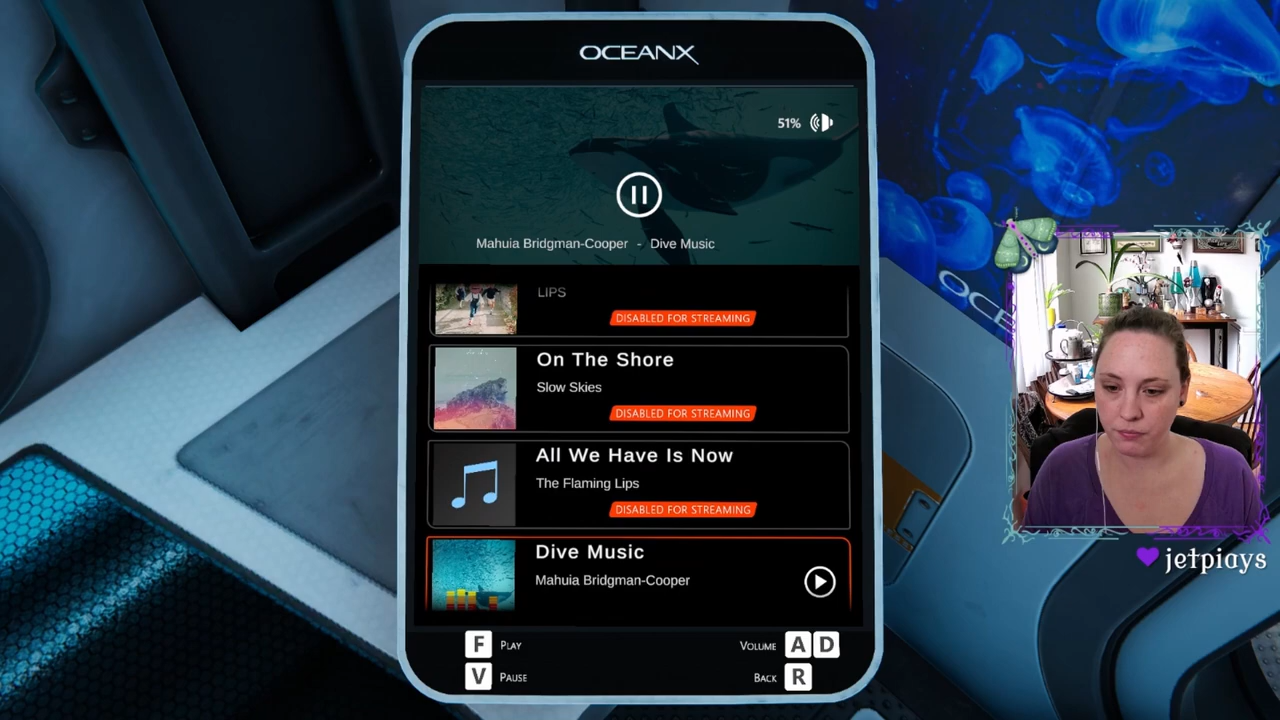 OCEANX
51%
Mahuia Bridgman-Cooper - Dive Music
LIPS
DISABLED FOR STREAMING
On The Shore
Slow Skies
DISABLED FOR STREAMING
All We Have Is Now
The Flaming Lips
DISABLED FOR STREAMING
Dive Music
Mahuia Bridgman-Cooper
F PLAY
VOLUME A D
V PAUSE
BACK R
OCE
jetplays